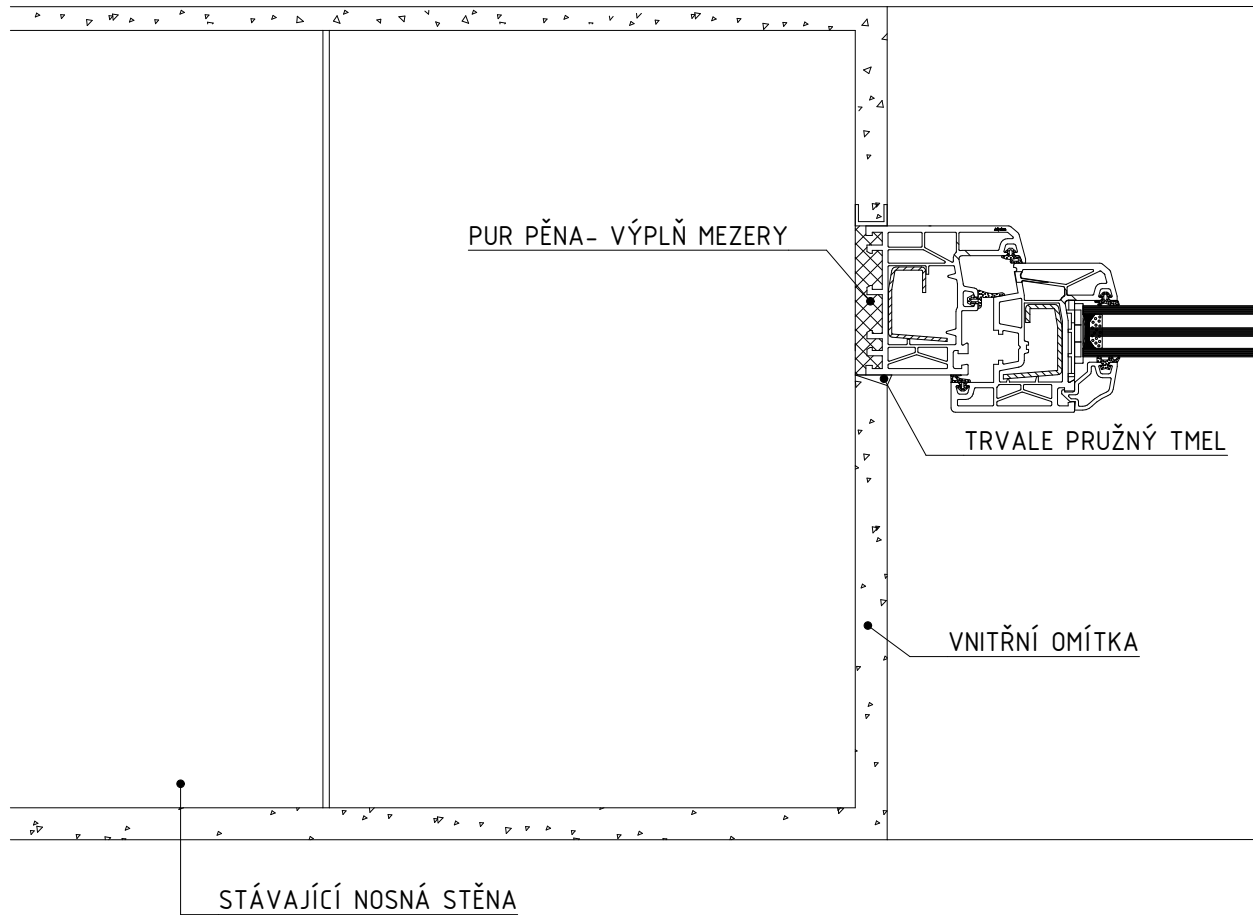 PUR PĚNA- VÝPLŇ MEZERY
TRVALE PRUŽNÝ TMEL
VNITŘNÍ OMÍTKA
STÁVAJÍCÍ NOSNÁ STĚNA